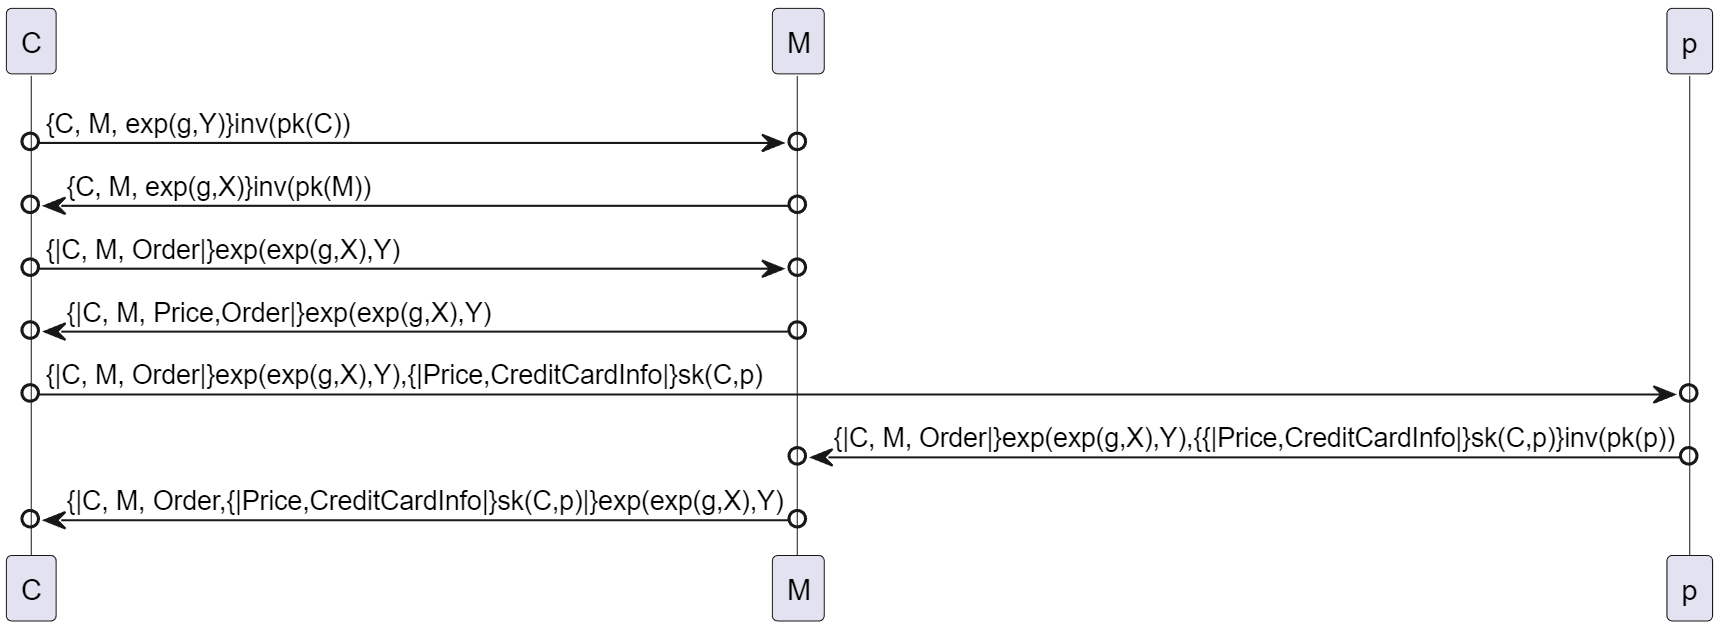 C M p
{C, M, exp(g,Y)}inv(pk(C))
{C, M, exp(g,X)}inv(pk(M))
{|C, M, Order|}exp(exp(g,X),Y)
{|C, M, Price,Order|}exp(exp(g,X),Y)
{|C, M, Order|}exp(exp(g,X),Y),{|Price,CreditCardInfo|}sk(C,p)
{|C, M, Order|}exp(exp(g,X),Y),{{|Price,CreditCardInfo|}sk(C,p)}inv(pk(p))
{|C, M, Order,{|Price,CreditCardInfo|}sk(C,p)|}exp(exp(g,X),Y)
C M p